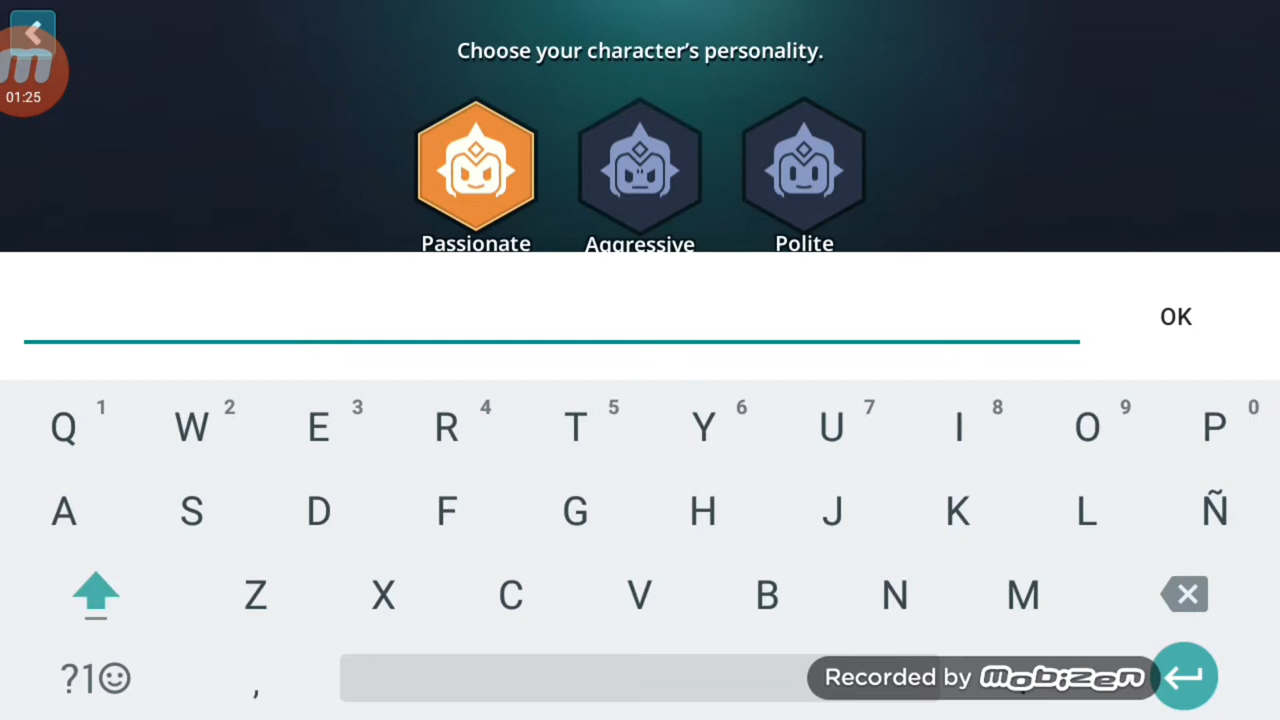 Choose your character's personality.
m
01:25
Passionate Aggressive Polite
OK
Q 1 W 2 E 3 R 4 T 5 Y 6 U 7 I 8 O 9 P 0
A S D F G H J K L Ñ
Z X C V B N M
?1☺ ,
Recorded by mobizen